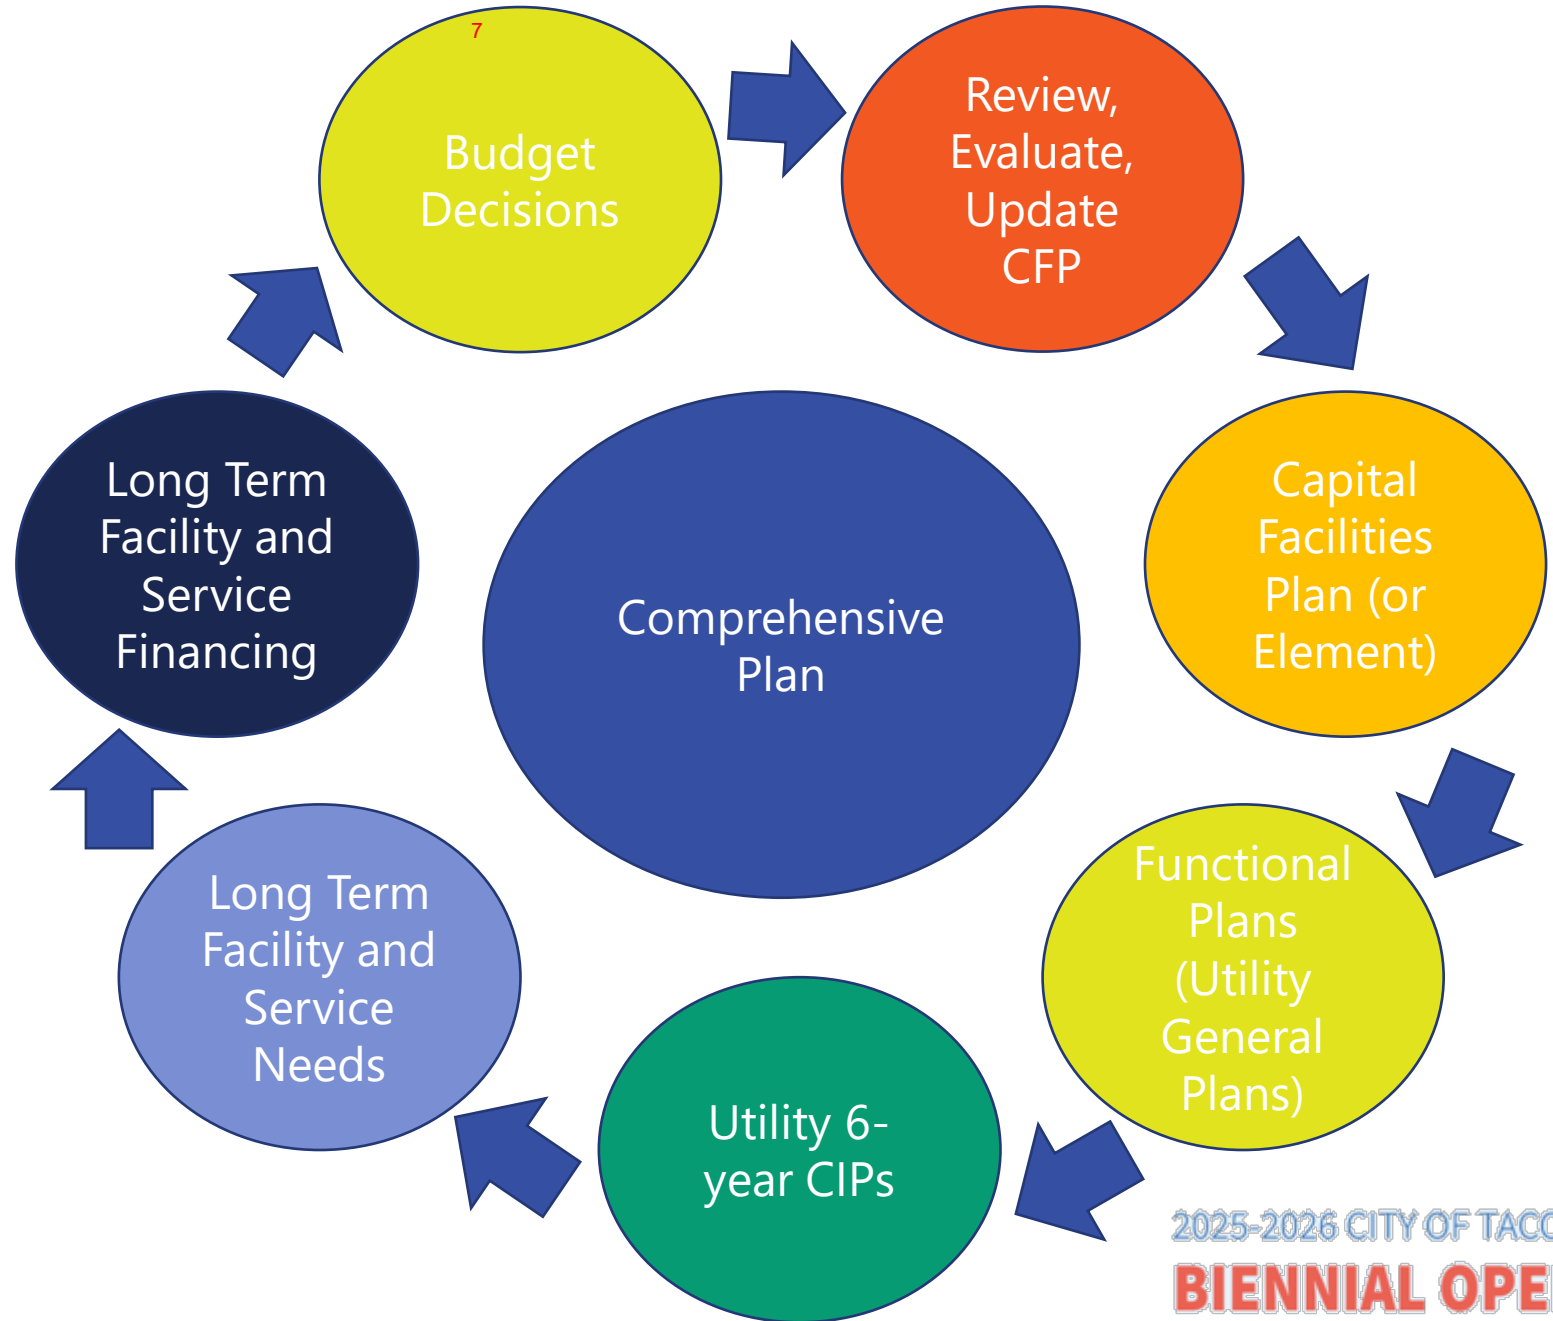 7
Budget
Decisions
Review,
Evaluate,
Update
CFP
Capital
Facilities
Plan (or
Element)
Functional
Plans
(Utility
General
Plans)
Utility 6-
year CIPs
Long Term
Facility and
Service
Needs
Long Term
Facility and
Service
Financing
Comprehensive
Plan
2025-2026 CITY OF TACO
BIENNIAL OPE